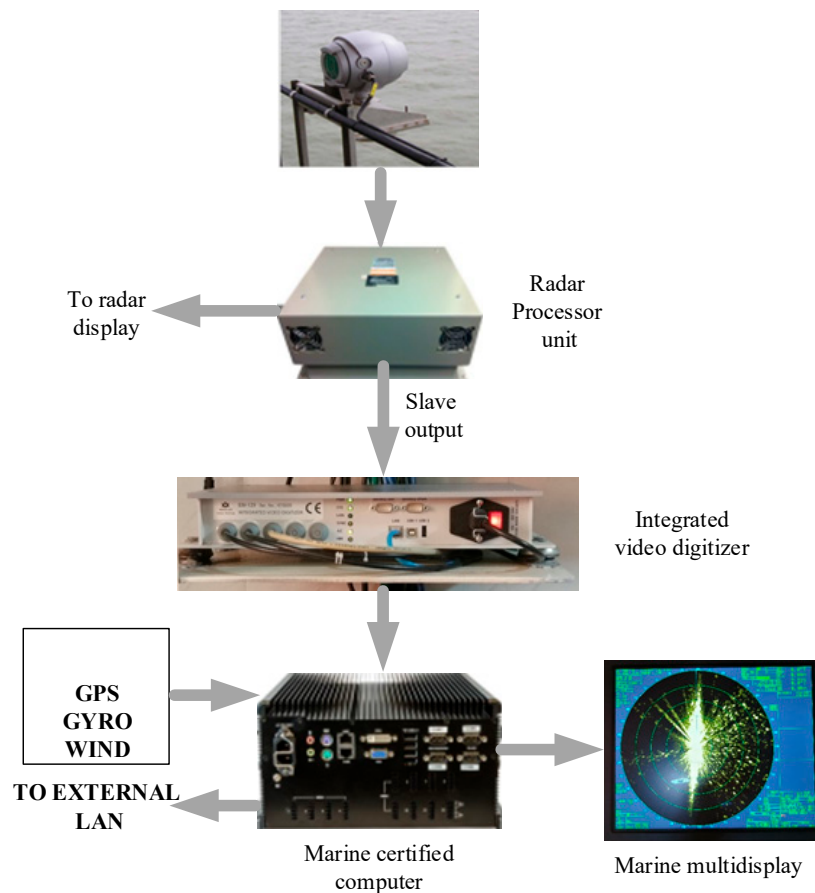 To radar
display
Radar
Processor
unit
Slave
output
Integrated
video digitizer
GPS
GYRO
WIND
TO EXTERNAL
LAN
Marine certified
computer
Marine multidisplay